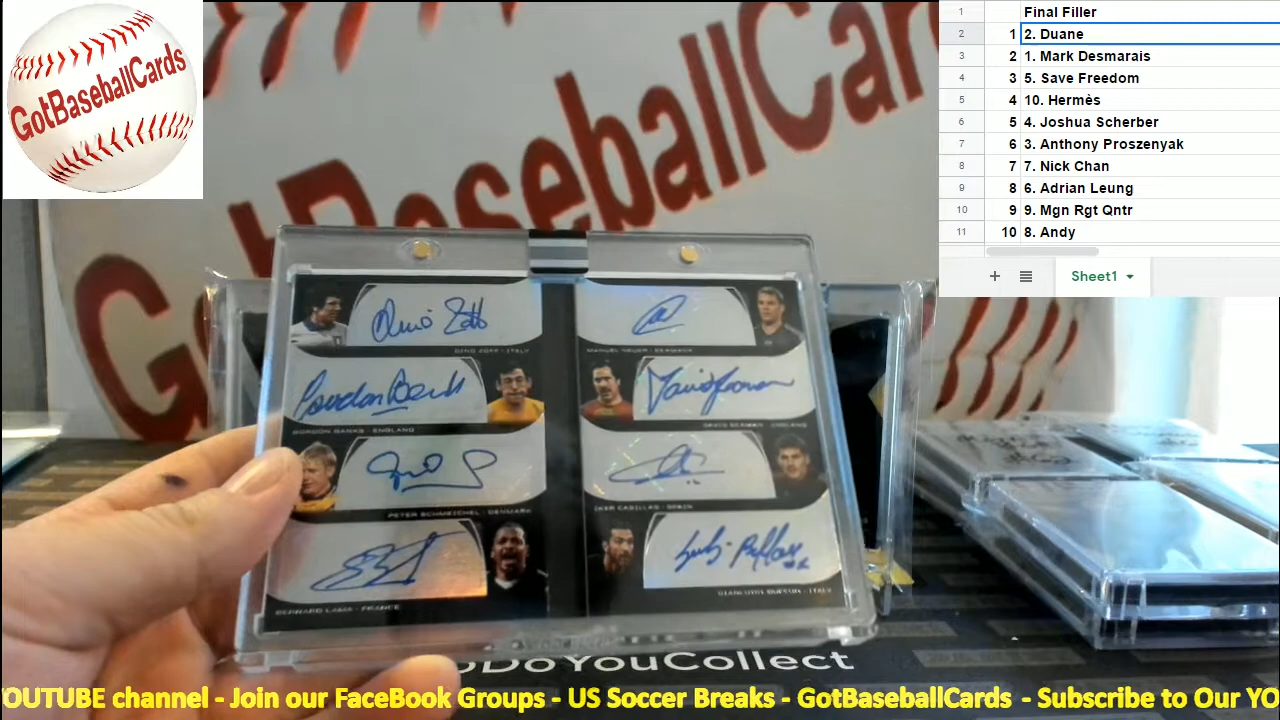 GotBaseballCards
GotBaseballCards
G
1 Final Filler
2 1 2. Duane
3 2 1. Mark Desmarais
4 3 5. Save Freedom
5 4 10. Hermès
6 5 4. Joshua Scherber
7 6 3. Anthony Proszenyak
8 7 7. Nick Chan
9 8 6. Adrian Leung
10 9 9. Mgn Rgt Qntr
11 10 8. Andy
Sheet1
DINO ZOFF - ITALY
MANUEL NEUER - GERMANY
GORDON BANKS - ENGLAND
DAVID SEAMAN - ENGLAND
PETER SCHMEICHEL - DENMARK
IKER CASILLAS - SPAIN
BERNARD LAMA - FRANCE
GIANLUIGI BUFFON - ITALY
DoYouCollect
OUTUBE channel - Join our FaceBook Groups - US Soccer Breaks - GotBaseballCards - Subscribe to Our YO